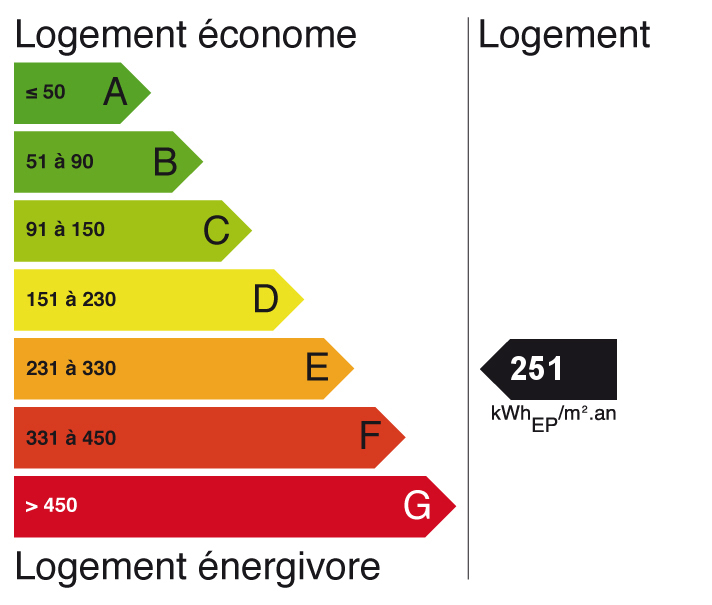 Logement économe
≤ 50 A
51 à 90 B
91 à 150 C
151 à 230 D
231 à 330 E
331 à 450 F
> 450 G
Logement énergivore
Logement
251
kWhEP/m².an